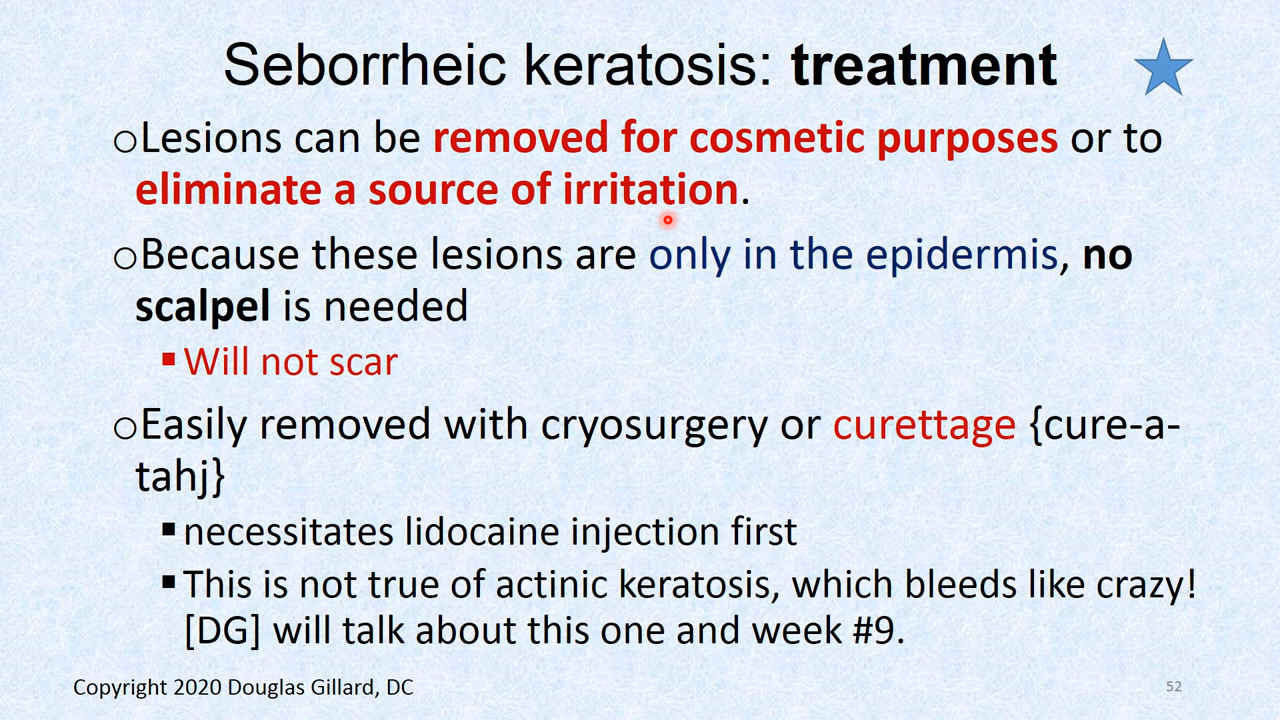 Seborrheic keratosis: treatment
○Lesions can be removed for cosmetic purposes or to
eliminate a source of irritation.
○Because these lesions are only in the epidermis, no
scalpel is needed
▪Will not scar
○Easily removed with cryosurgery or curettage {cure-a-
tahj}
▪necessitates lidocaine injection first
▪This is not true of actinic keratosis, which bleeds like crazy!
[DG] will talk about this one and week #9.
Copyright 2020 Douglas Gillard, DC
52